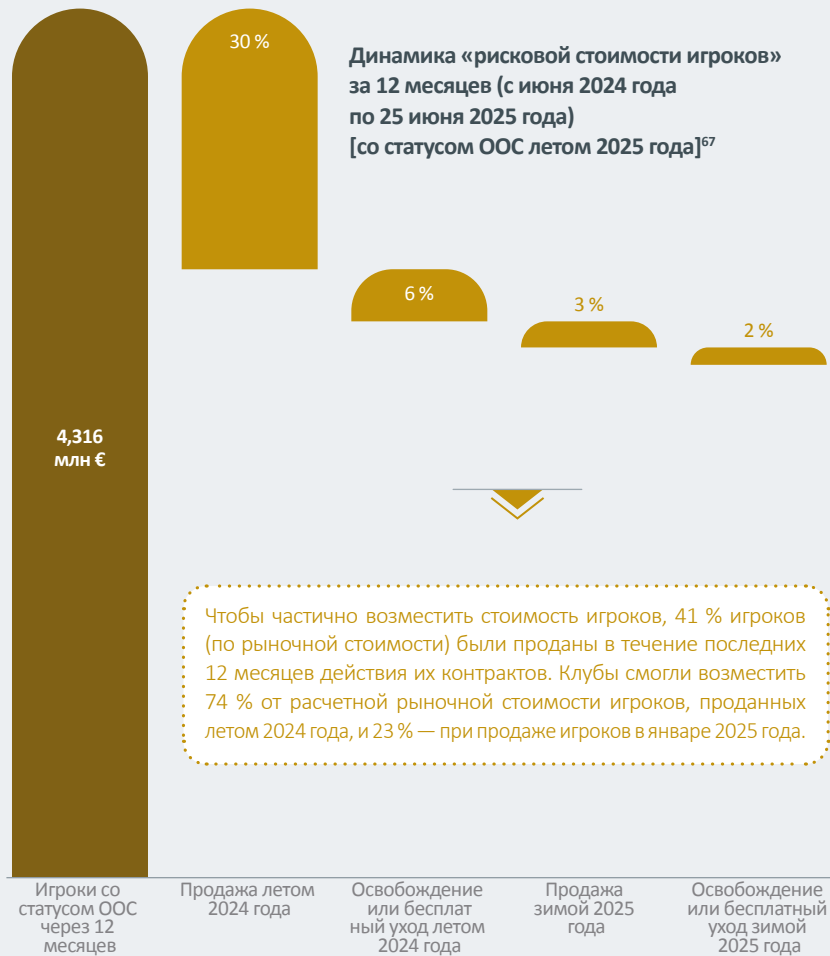 30 %
Динамика «рисковой стоимости игроков»
за 12 месяцев (с июня 2024 года
по 25 июня 2025 года)
[со статусом ООС летом 2025 года]⁶⁷
6 %
3 %
2 %
4,316
млн €
Чтобы частично возместить стоимость игроков, 41 % игроков
(по рыночной стоимости) были проданы в течение последних
12 месяцев действия их контрактов. Клубы смогли возместить
74 % от расчетной рыночной стоимости игроков, проданных
летом 2024 года, и 23 % — при продаже игроков в январе 2025 года.
Игроки со
статусом ООС
через 12
месяцев
Продажа летом
2024 года
Освобождение
или бесплат
ный уход летом
2024 года
Продажа
зимой 2025
года
Освобождение
или бесплатный
уход зимой
2025 года